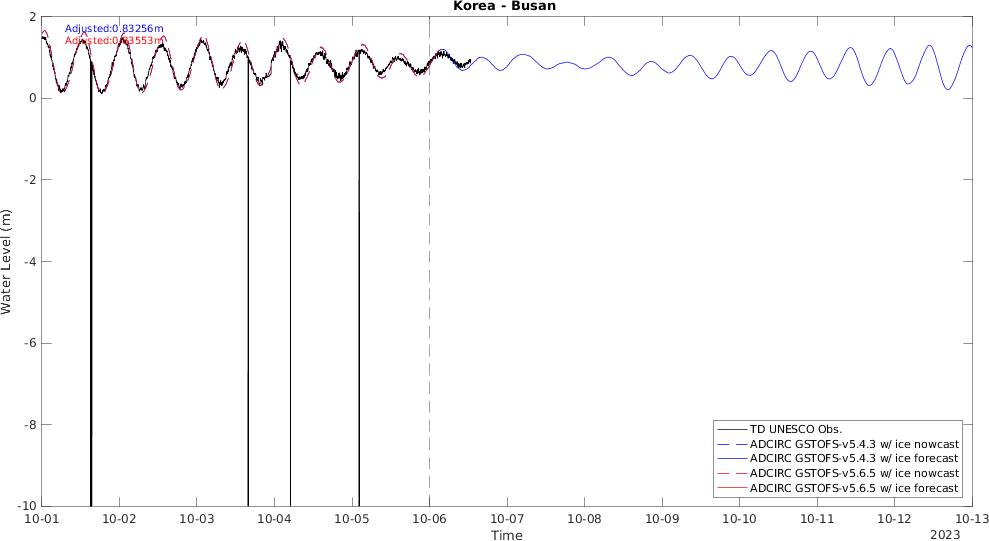 Korea - Busan
Adjusted:0.83256m
Adjusted:0.83553m
2
0
-2
-4
-6
-8
-10
Water Level (m)
10-01 10-02 10-03 10-04 10-05 10-06 10-07 10-08 10-09 10-10 10-11 10-12 10-13
Time
2023
TD UNESCO Obs.
ADCIRC GSTOFS-v5.4.3 w/ ice nowcast
ADCIRC GSTOFS-v5.4.3 w/ ice forecast
ADCIRC GSTOFS-v5.6.5 w/ ice nowcast
ADCIRC GSTOFS-v5.6.5 w/ ice forecast